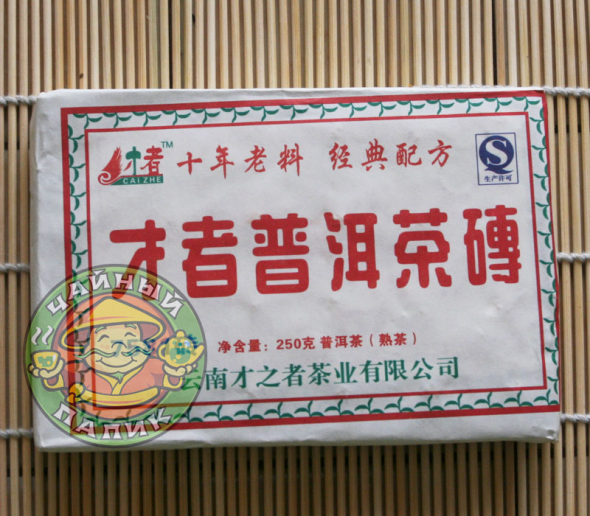 才者™ 十年老料 经典配方
CAIZHE
生产许可
才者普洱茶磚
净含量：250克 普洱茶（熟茶）
云南才之者茶业有限公司
ЧАЙНЫЙ
ПАПИК